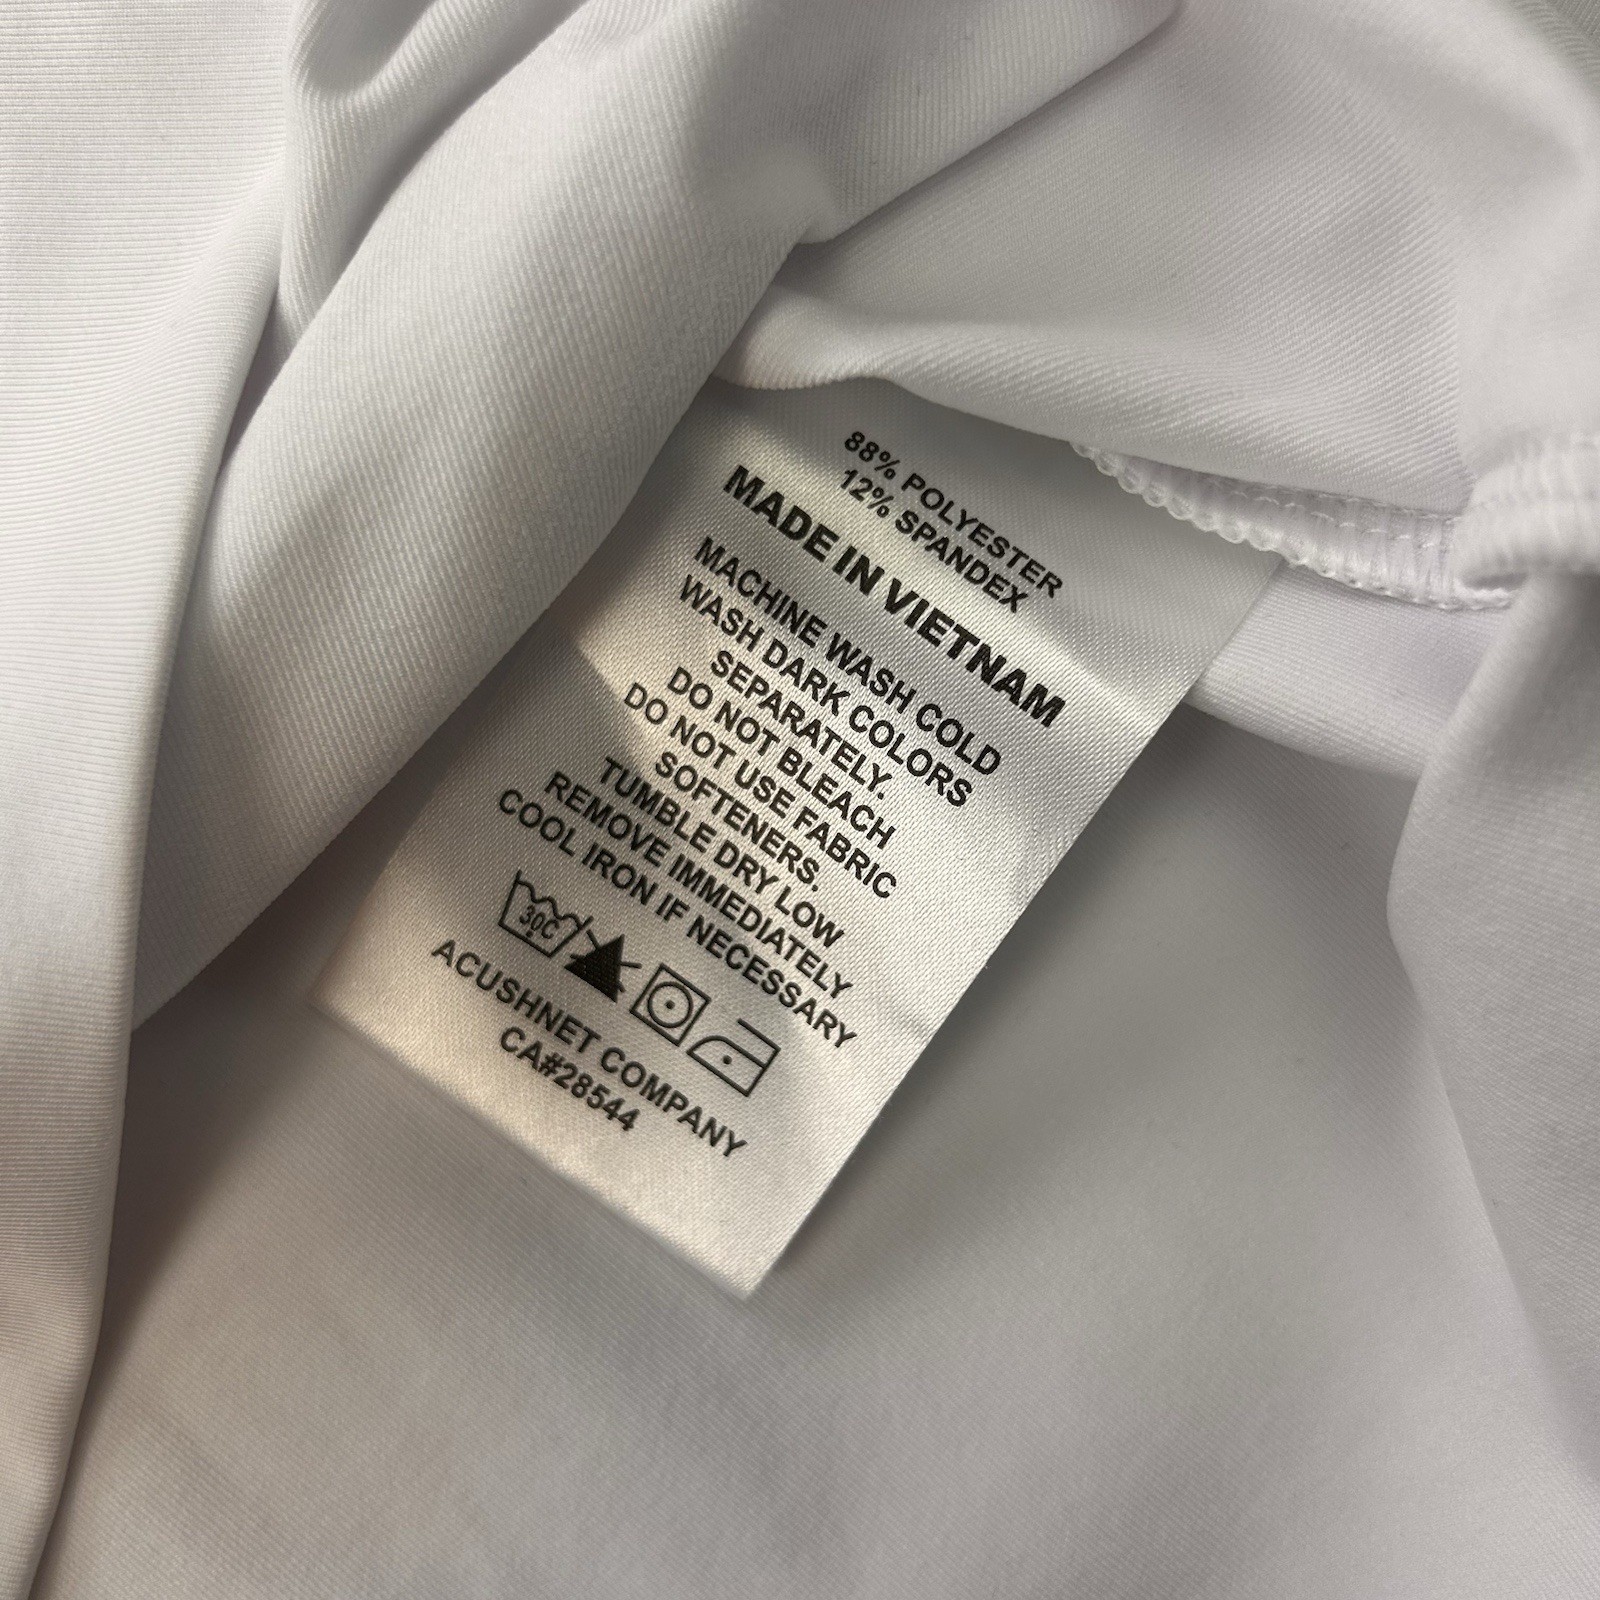 88% POLYESTER
12% SPANDEX
MADE IN VIETNAM
MACHINE WASH COLD
WASH DARK COLORS
SEPARATELY.
DO NOT BLEACH
DO NOT USE FABRIC
SOFTENERS.
TUMBLE DRY LOW
REMOVE IMMEDIATELY
COOL IRON IF NECESSARY
30C
ACUSHNET COMPANY
CA#28544